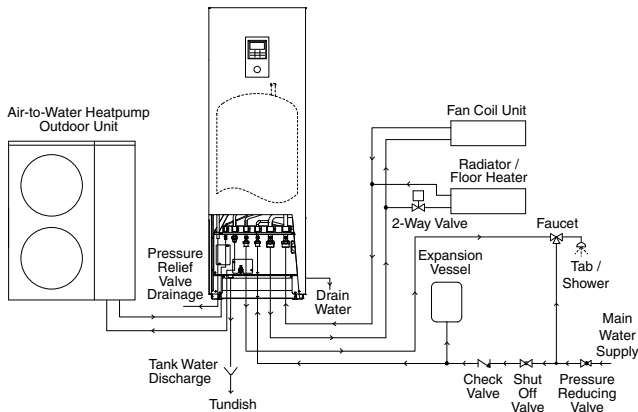 Air-to-Water Heatpump
Outdoor Unit
Fan Coil Unit
Radiator /
Floor Heater
2-Way Valve
Faucet
Pressure
Relief
Valve
Drainage
Expansion
Vessel
Tab /
Shower
Drain
Water
Main
Water
Supply
Tank Water
Discharge
Tundish
Check
Valve
Shut
Off
Valve
Pressure
Reducing
Valve